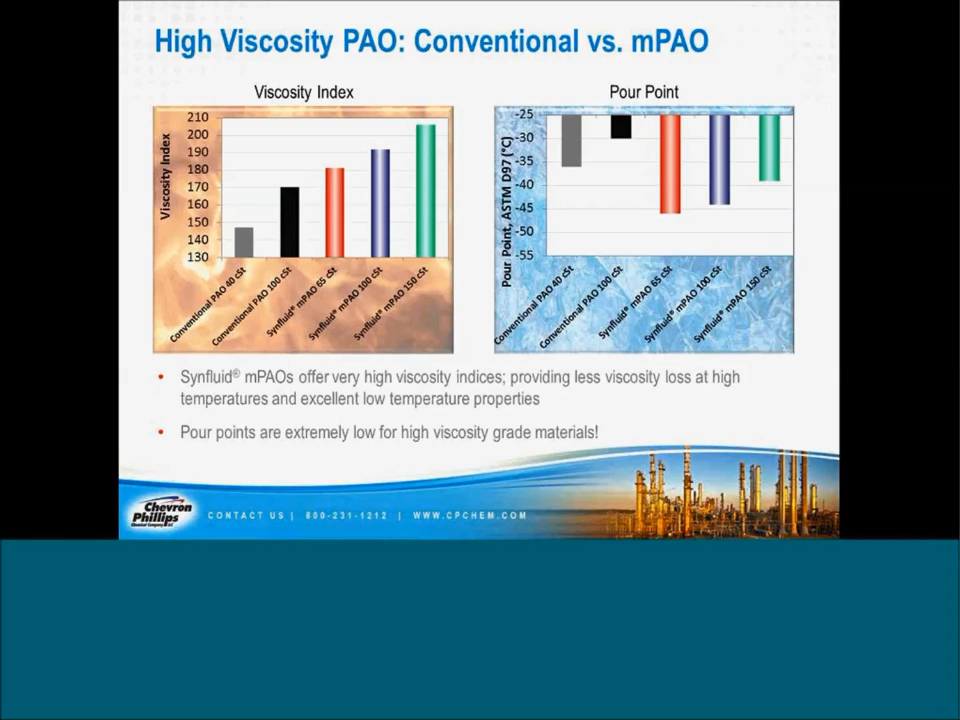 High Viscosity PAO: Conventional vs. mPAO
Viscosity Index
Viscosity Index
210
200
190
180
170
160
150
140
130
Conventional PAO 40 cSt
Conventional PAO 100 cSt
Synfluid® mPAO 65 cSt
Synfluid® mPAO 100 cSt
Synfluid® mPAO 150 cSt
Pour Point
Pour Point, ASTM D97 (°C)
-25
-30
-35
-40
-45
-50
-55
Conventional PAO 40 cSt
Conventional PAO 100 cSt
Synfluid® mPAO 65 cSt
Synfluid® mPAO 100 cSt
Synfluid® mPAO 150 cSt
• Synfluid® mPAOs offer very high viscosity indices; providing less viscosity loss at high
temperatures and excellent low temperature properties
• Pour points are extremely low for high viscosity grade materials!
Chevron
Phillips
Chemical Company LLC
CONTACT US | 800-231-1212 | WWW.CPCHEM.COM